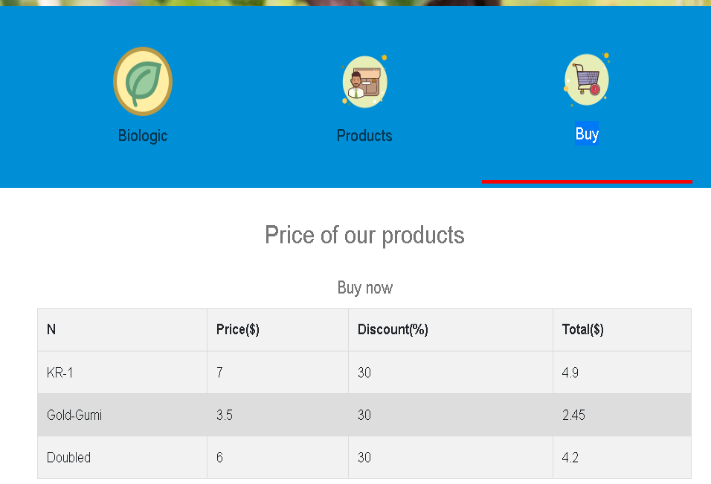 Biologic Products Buy
Price of our products
Buy now
N Price($) Discount(%) Total($)
KR-1 7 30 4.9
Gold-Gumi 3.5 30 2.45
Doubled 6 30 4.2